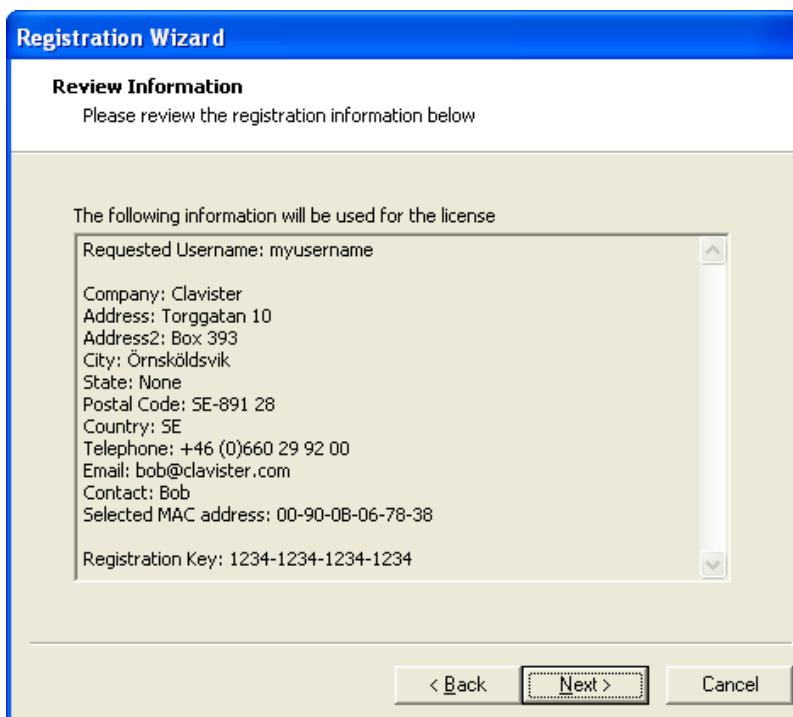 Registration Wizard
Review Information
Please review the registration information below
The following information will be used for the license
Requested Username: myusername
Company: Clavister
Address: Torggatan 10
Address2: Box 393
City: Örnsköldsvik
State: None
Postal Code: SE-891 28
Country: SE
Telephone: +46 (0)660 29 92 00
Email: bob@clavister.com
Contact: Bob
Selected MAC address: 00-90-0B-06-78-38
Registration Key: 1234-1234-1234-1234
< Back Next > Cancel